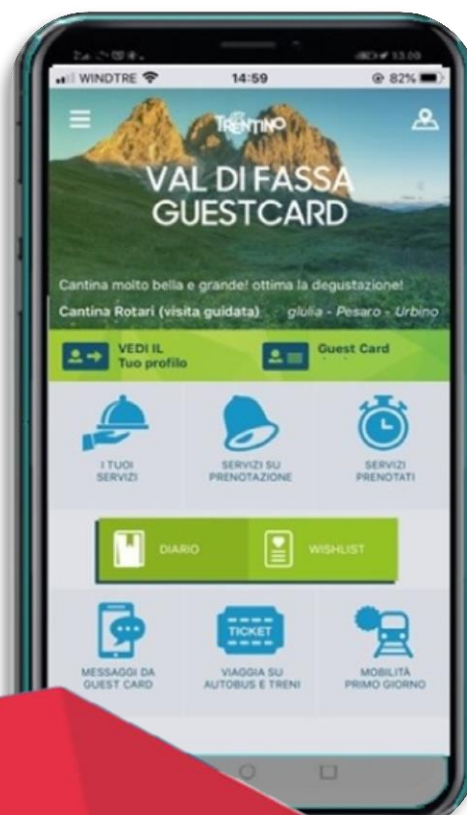 WINDTRE 14:59 82%
TRENTINO
VAL DI FASSA
GUESTCARD
Cantina molto bella e grande! ottima la degustazione!
Cantina Rotari (visita guidata) giulia - Pesaro - Urbino
VEDI IL
Tuo profilo
Guest Card
I TUOI
SERVIZI
SERVIZI SU
PRENOTAZIONE
SERVIZI
PRENOTATI
DIARIO
WISHLIST
TICKET
MESSAGGI DA
GUEST CARD
VIAGGIA SU
AUTOBUS E TRENI
MOBILITÀ
PRIMO GIORNO